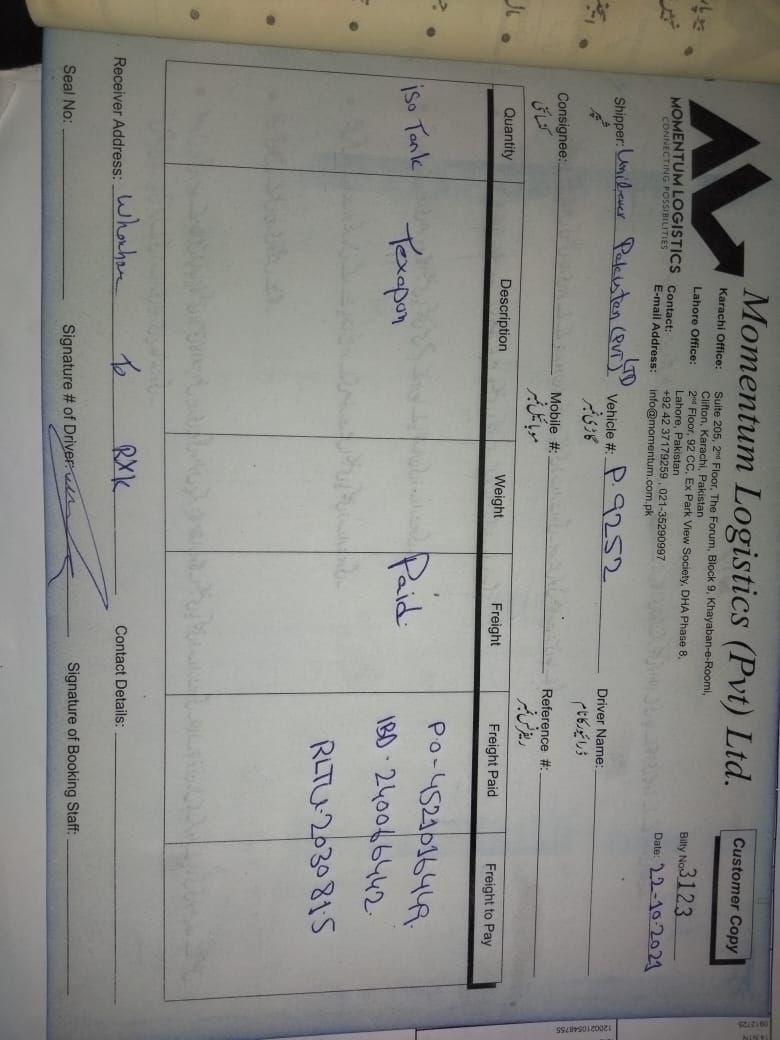 Momentum Logistics (Pvt) Ltd.
Customer Copy
MOMENTUM LOGISTICS
CONNECTING POSSIBILITIES
Karachi Office: Suite 205, 2nd Floor, The Forum, Block 9, Khayaban-e-Roomi,
Clifton, Karachi, Pakistan
Lahore Office: 2nd Floor, 92 CC, Ex Park View Society, DHA Phase 8,
Lahore, Pakistan
Contact: +92 42 37179259 , 021-35290997
E-mail Address: info@momentum.com.pk
Bilty No. 3123
Date: 22-10-2021
Shipper: Unilever Pakistan (PVT) LTD Vehicle #: P-9252 Driver Name:
شپر گاڑی نمبر ڈرائیور کا نام
Consignee: Mobile #: Reference #:
کنسائنی موبائیل نمبر ریفرنس نمبر
Quantity Description Weight Freight Freight Paid Freight to Pay
iso Tank Texapon Paid P.O-4521016449.
IBD-240066442.
RLTU-2030815
Receiver Address: To RXK Contact Details:
Seal No: Signature # of Driver: Signature of Booking Staff:
1200210548755